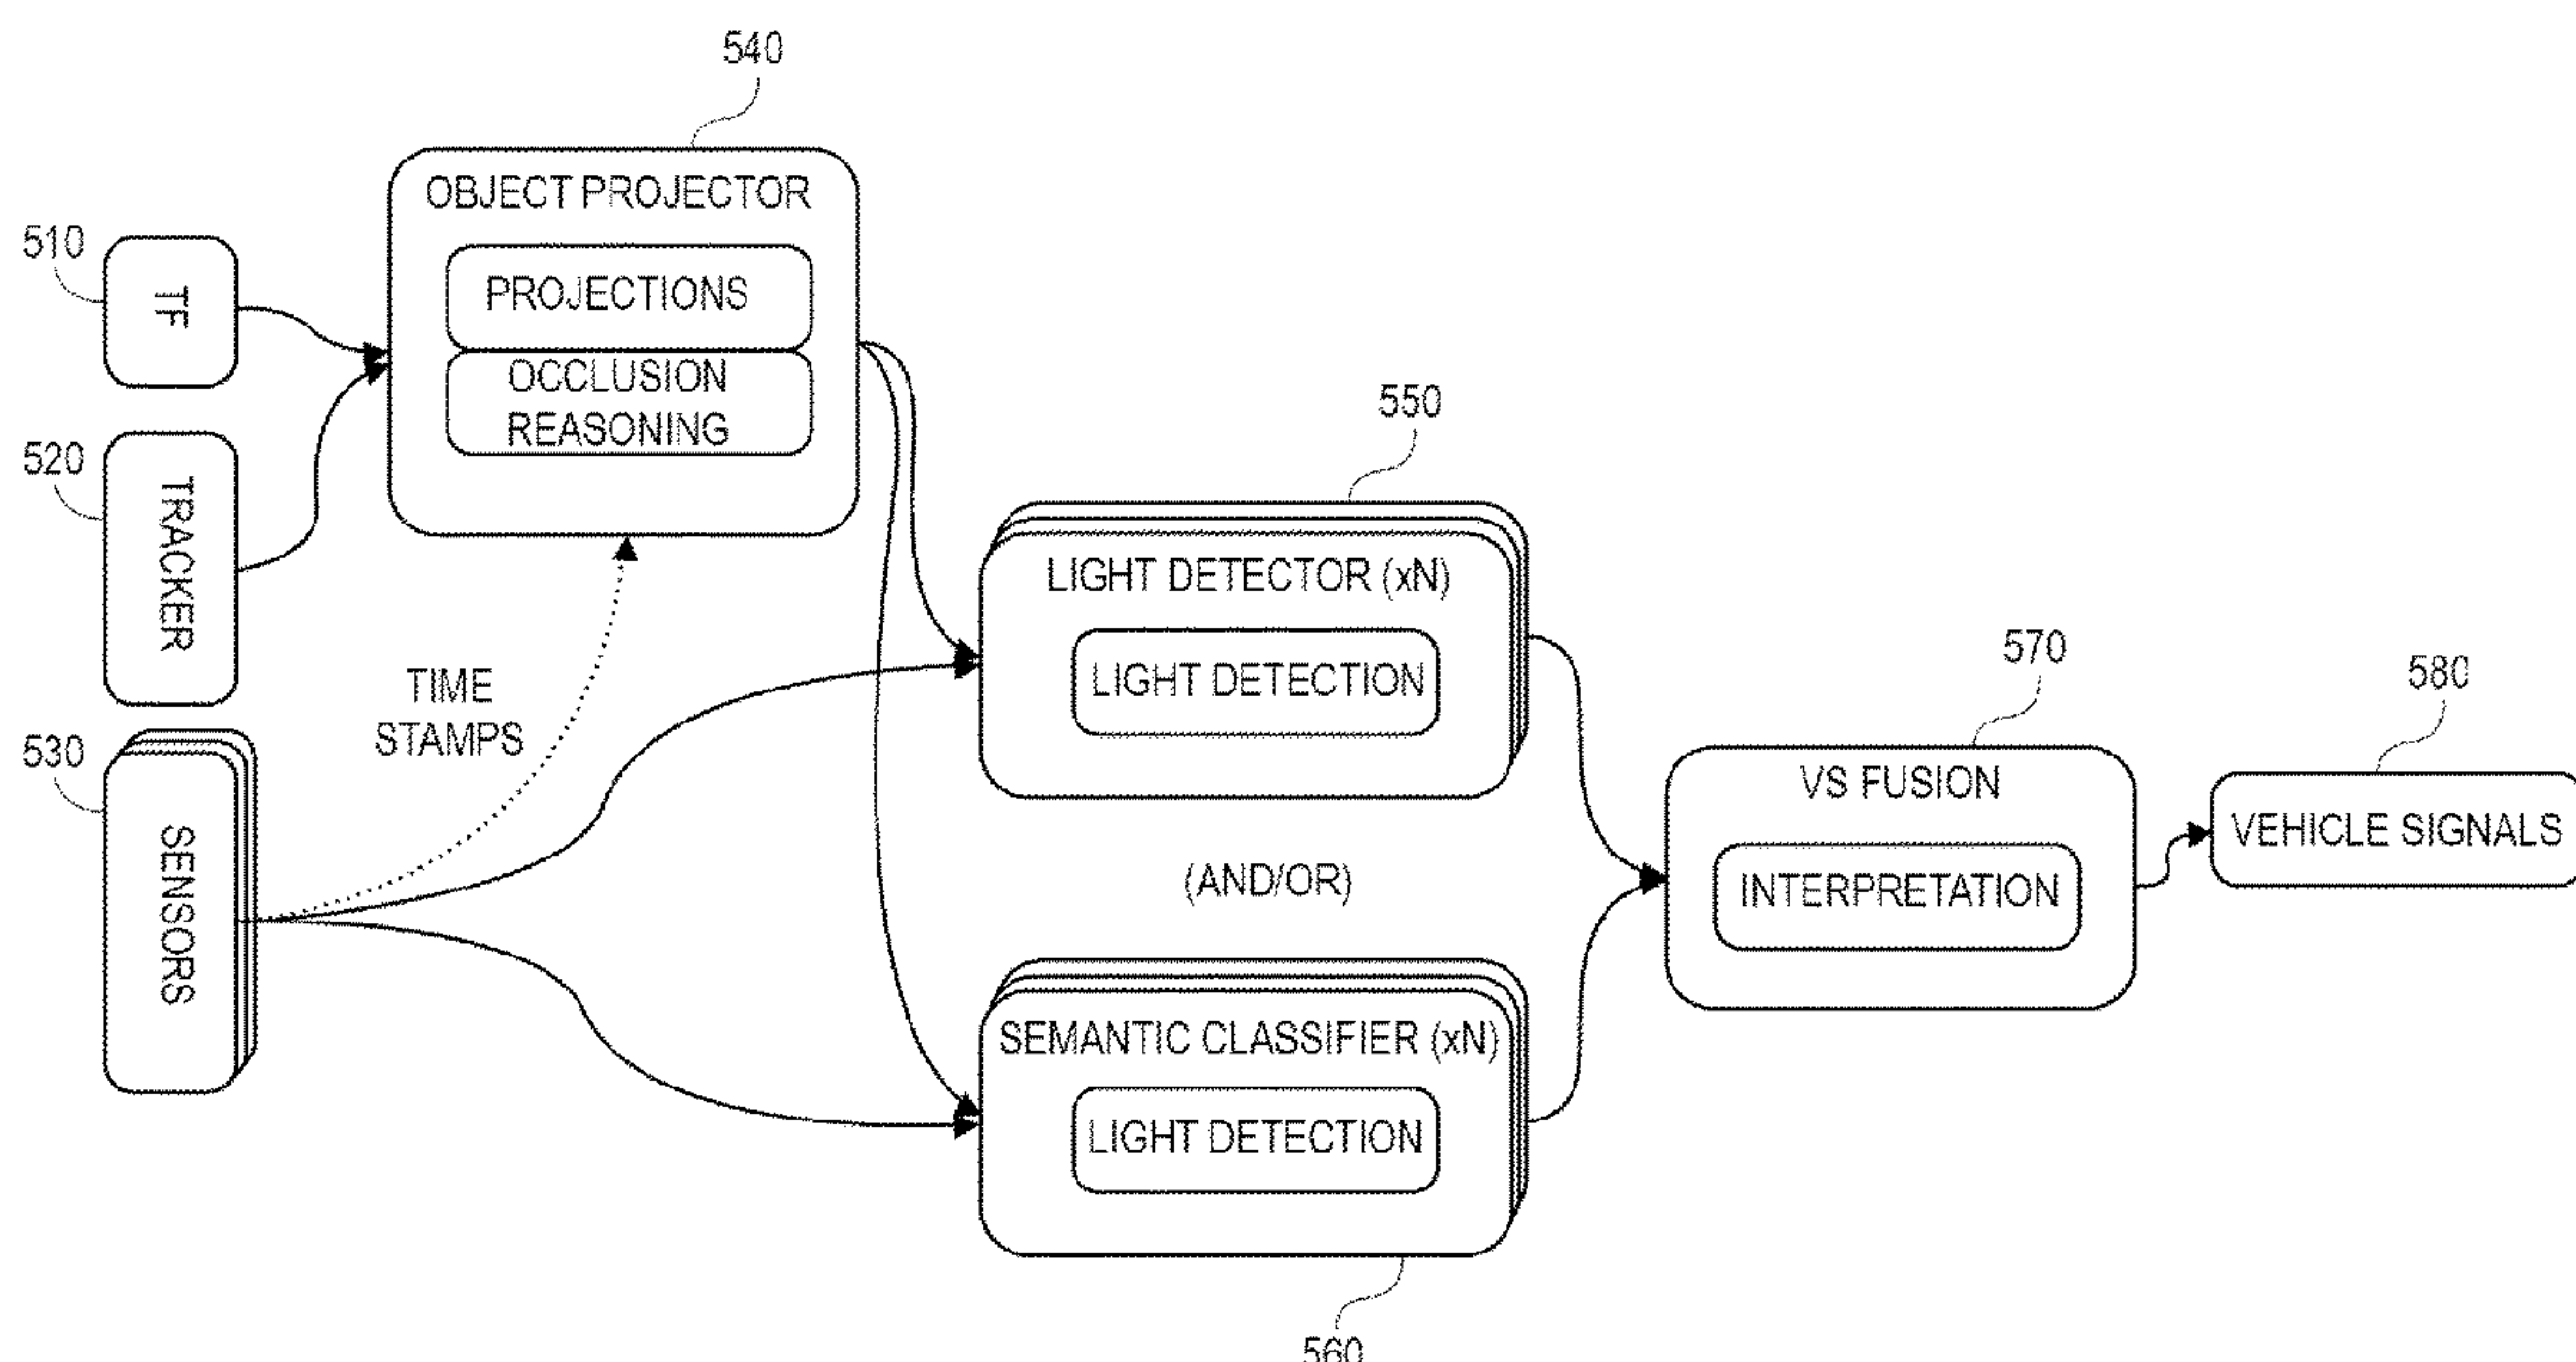 540
OBJECT PROJECTOR
510
TF
PROJECTIONS
OCCLUSION
REASONING
520
TRACKER
550
LIGHT DETECTOR (xN)
LIGHT DETECTION
TIME
STAMPS
530
SENSORS
(AND/OR)
570
VS FUSION
INTERPRETATION
580
VEHICLE SIGNALS
SEMANTIC CLASSIFIER (xN)
LIGHT DETECTION
560